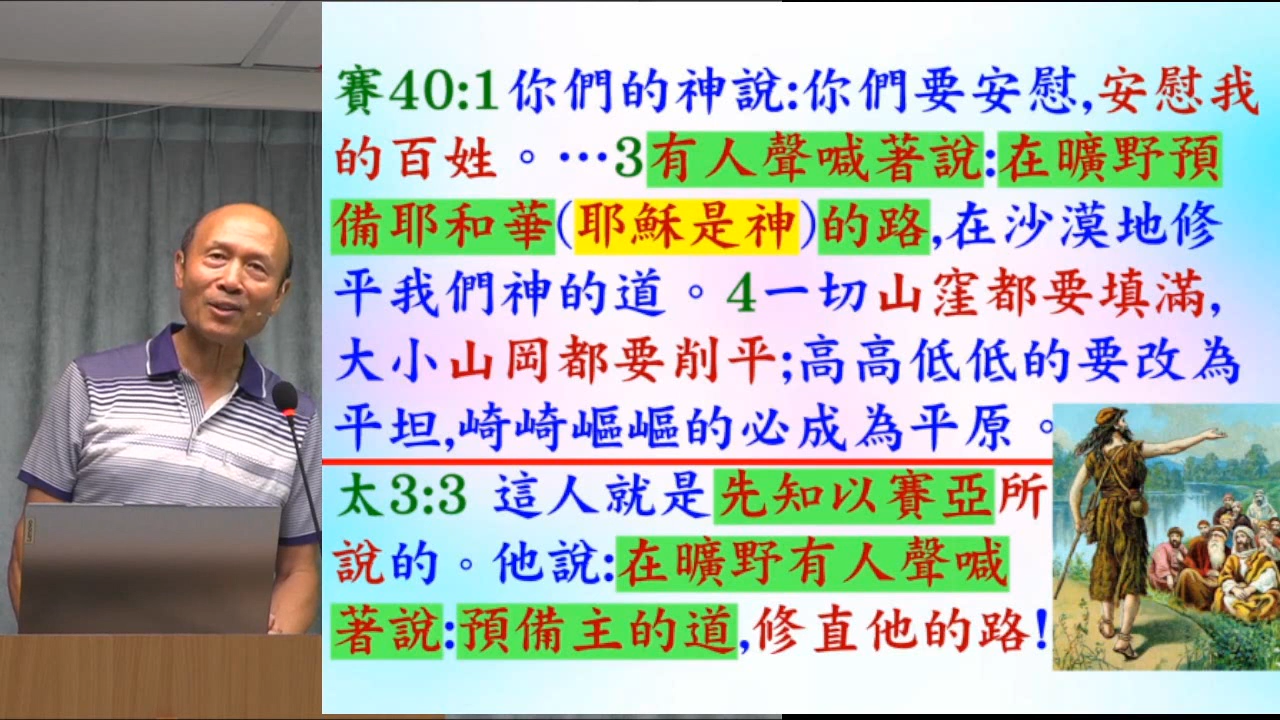 賽40:1你們的神說:你們要安慰,安慰我
的百姓。…3有人聲喊著說:在曠野預
備耶和華(耶穌是神)的路,在沙漠地修
平我們神的道。4一切山窪都要填滿,
大小山岡都要削平;高高低低的要改為
平坦,崎崎嶇嶇的必成為平原。
太3:3 這人就是先知以賽亞所
說的。他說:在曠野有人聲喊
著說:預備主的道,修直他的路!